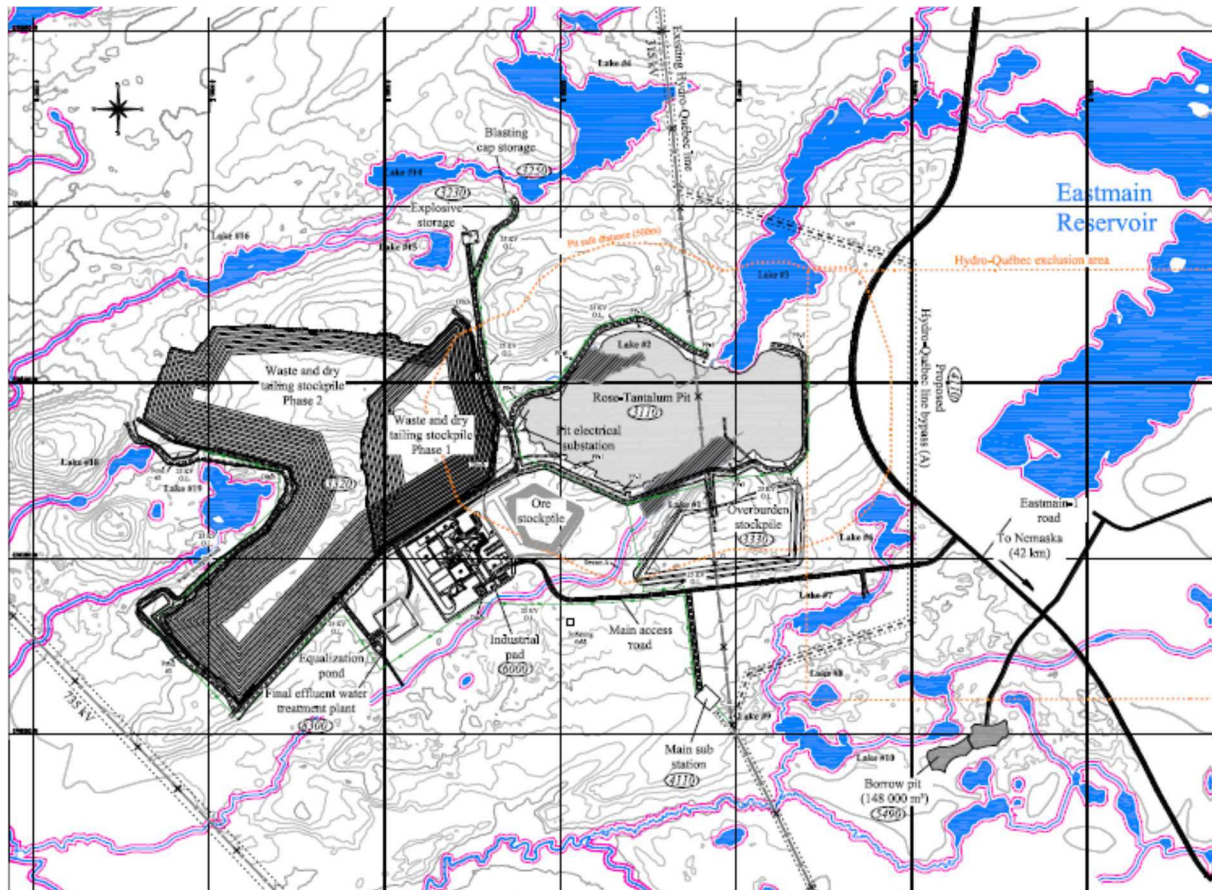 Lake #4
Existing Hydro-Québec line
315 kV
Blasting
cap storage
Lake #14
3250
3230
Explosive
storage
Eastmain
Reservoir
Lake #16
Lake #15
Pit safe distance (500m)
Hydro-Québec exclusion area
Lake #3
25 KV
O.L.
Lake #2
Hydro-Québec line bypass (A)
Proposed
4110
Waste and dry
tailing stockpile
Phase 2
Rose-Tantalum Pit
3110
Waste and dry
tailing stockpile
Phase 1
Pit electrical
substation
Lake #18
Lake #19
3320
Ore
stockpile
Lake #1
Overburden
stockpile
3330
Lake #6
Eastmain-1
road
To Nemaska
(42 km)
Lake #7
Equalization
pond
Industrial
pad
6000
Main access
road
Final effluent water
treatment plant
8300
Lake #8
735 kV
Lake #9
Main sub
station
4110
Lake #10
Borrow pit
(148 000 m³)
5490